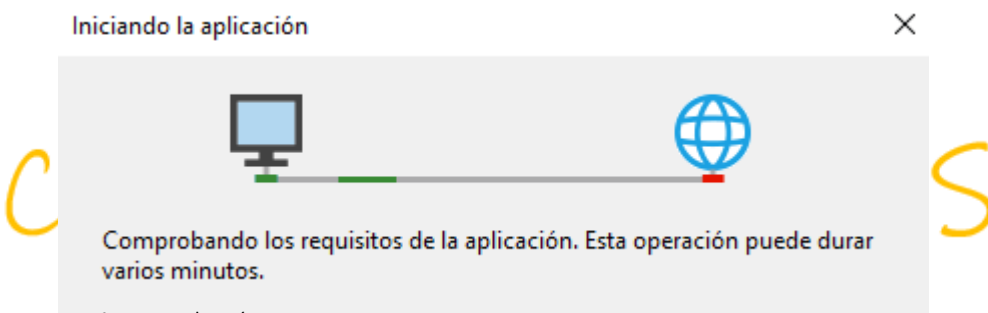 Iniciando la aplicación
C S
Comprobando los requisitos de la aplicación. Esta operación puede durar
varios minutos.